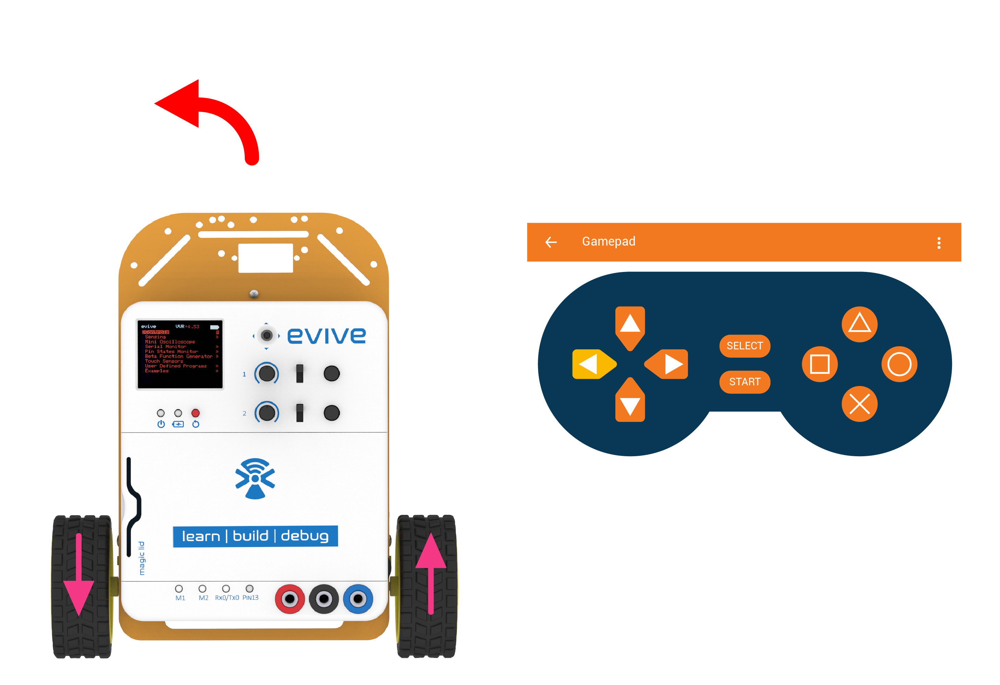 evive VVR:4.53
>Controls »
Sensing »
Mini Oscilloscope
Serial Monitor »
Pin States Monitor »
Beta Function Generator »
Touch Sensors
User Defined Programs »
Examples »
evive
1
2
learn | build | debug
magic lid
M1 M2 Rx0/Tx0 PIN13
Gamepad
SELECT
START